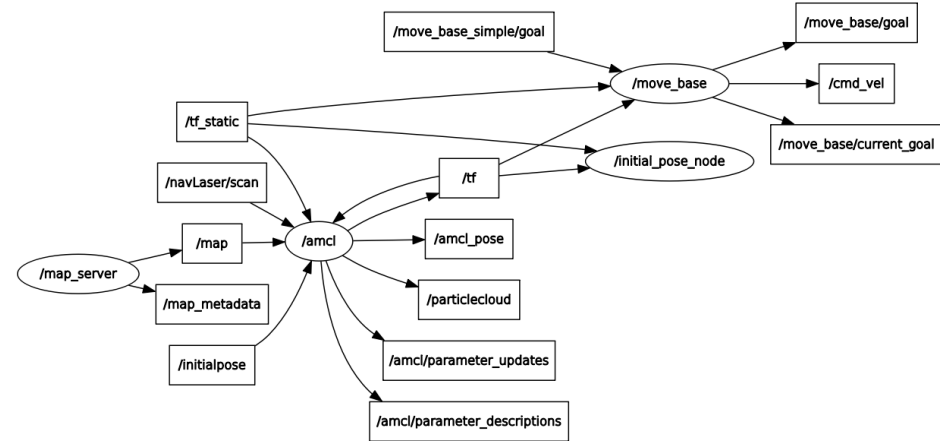 /move_base_simple/goal
/move_base/goal
/move_base
/cmd_vel
/tf_static
/move_base/current_goal
/initial_pose_node
/tf
/navLaser/scan
/map
/amcl
/amcl_pose
/map_server
/map_metadata
/particlecloud
/initialpose
/amcl/parameter_updates
/amcl/parameter_descriptions